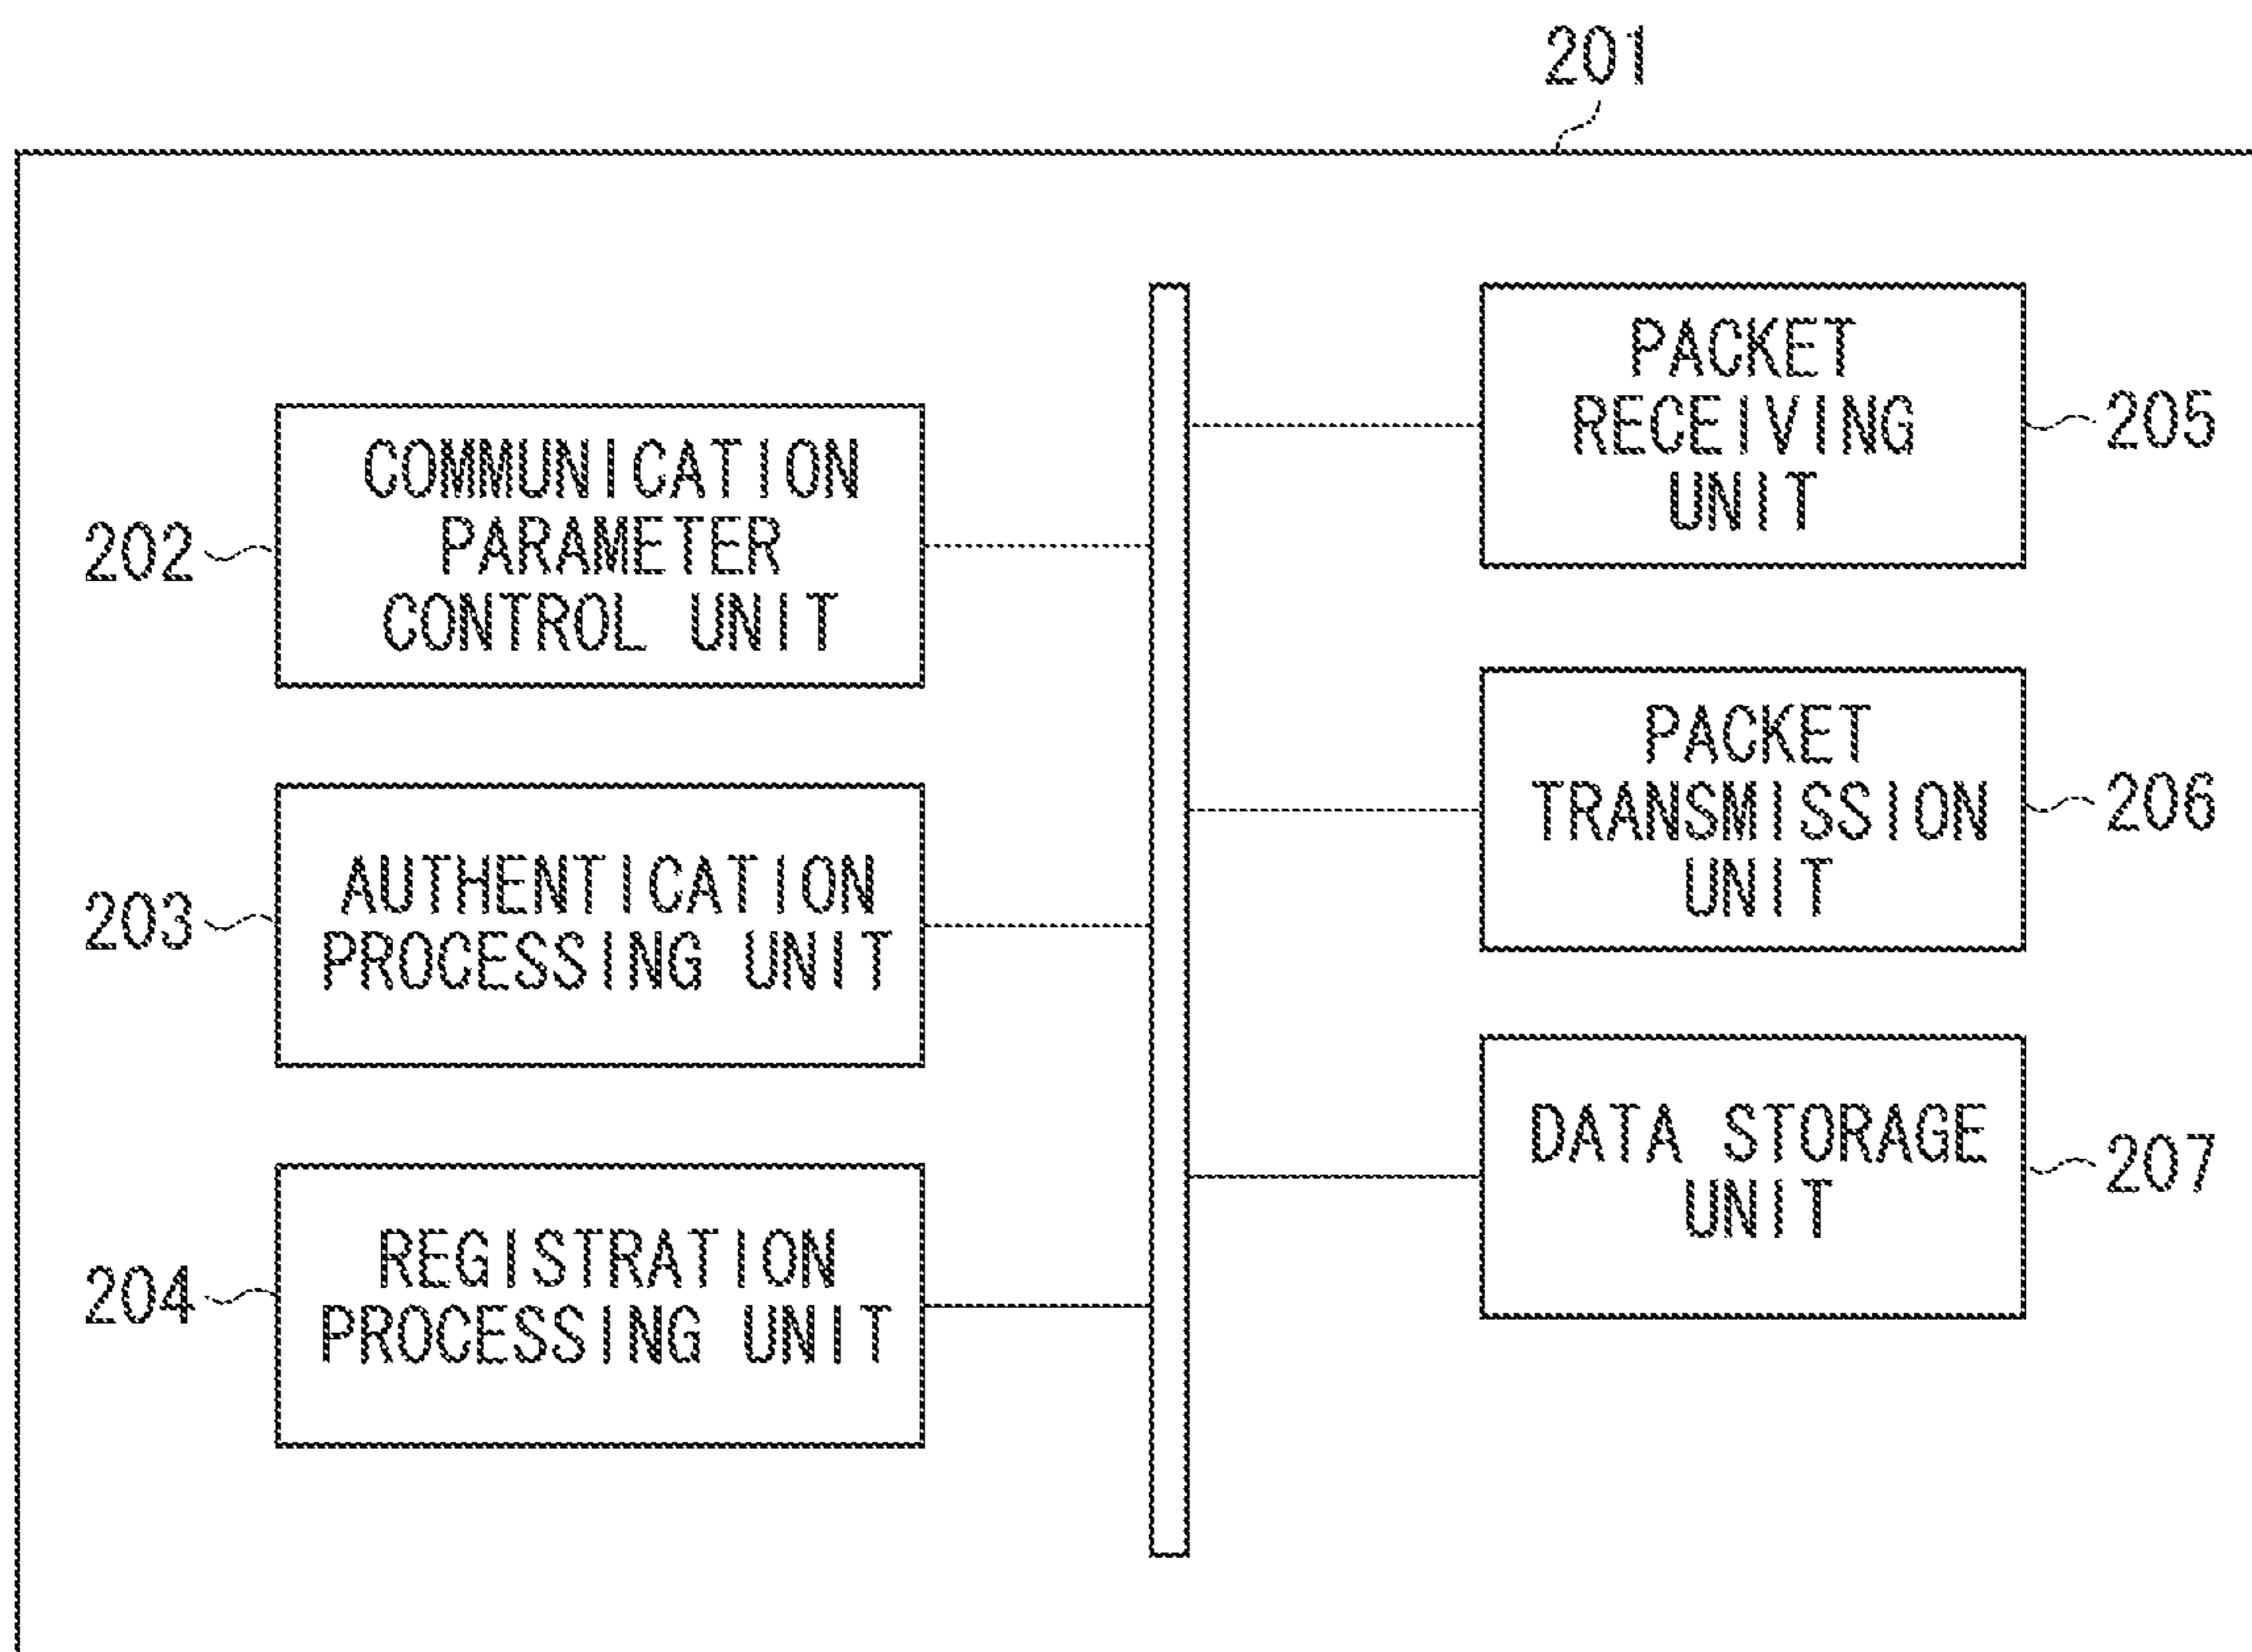 201
202
COMMUNICATION
PARAMETER
CONTROL UNIT
203
AUTHENTICATION
PROCESSING UNIT
204
REGISTRATION
PROCESSING UNIT
PACKET
RECEIVING
UNIT
205
PACKET
TRANSMISSION
UNIT
206
DATA STORAGE
UNIT
207